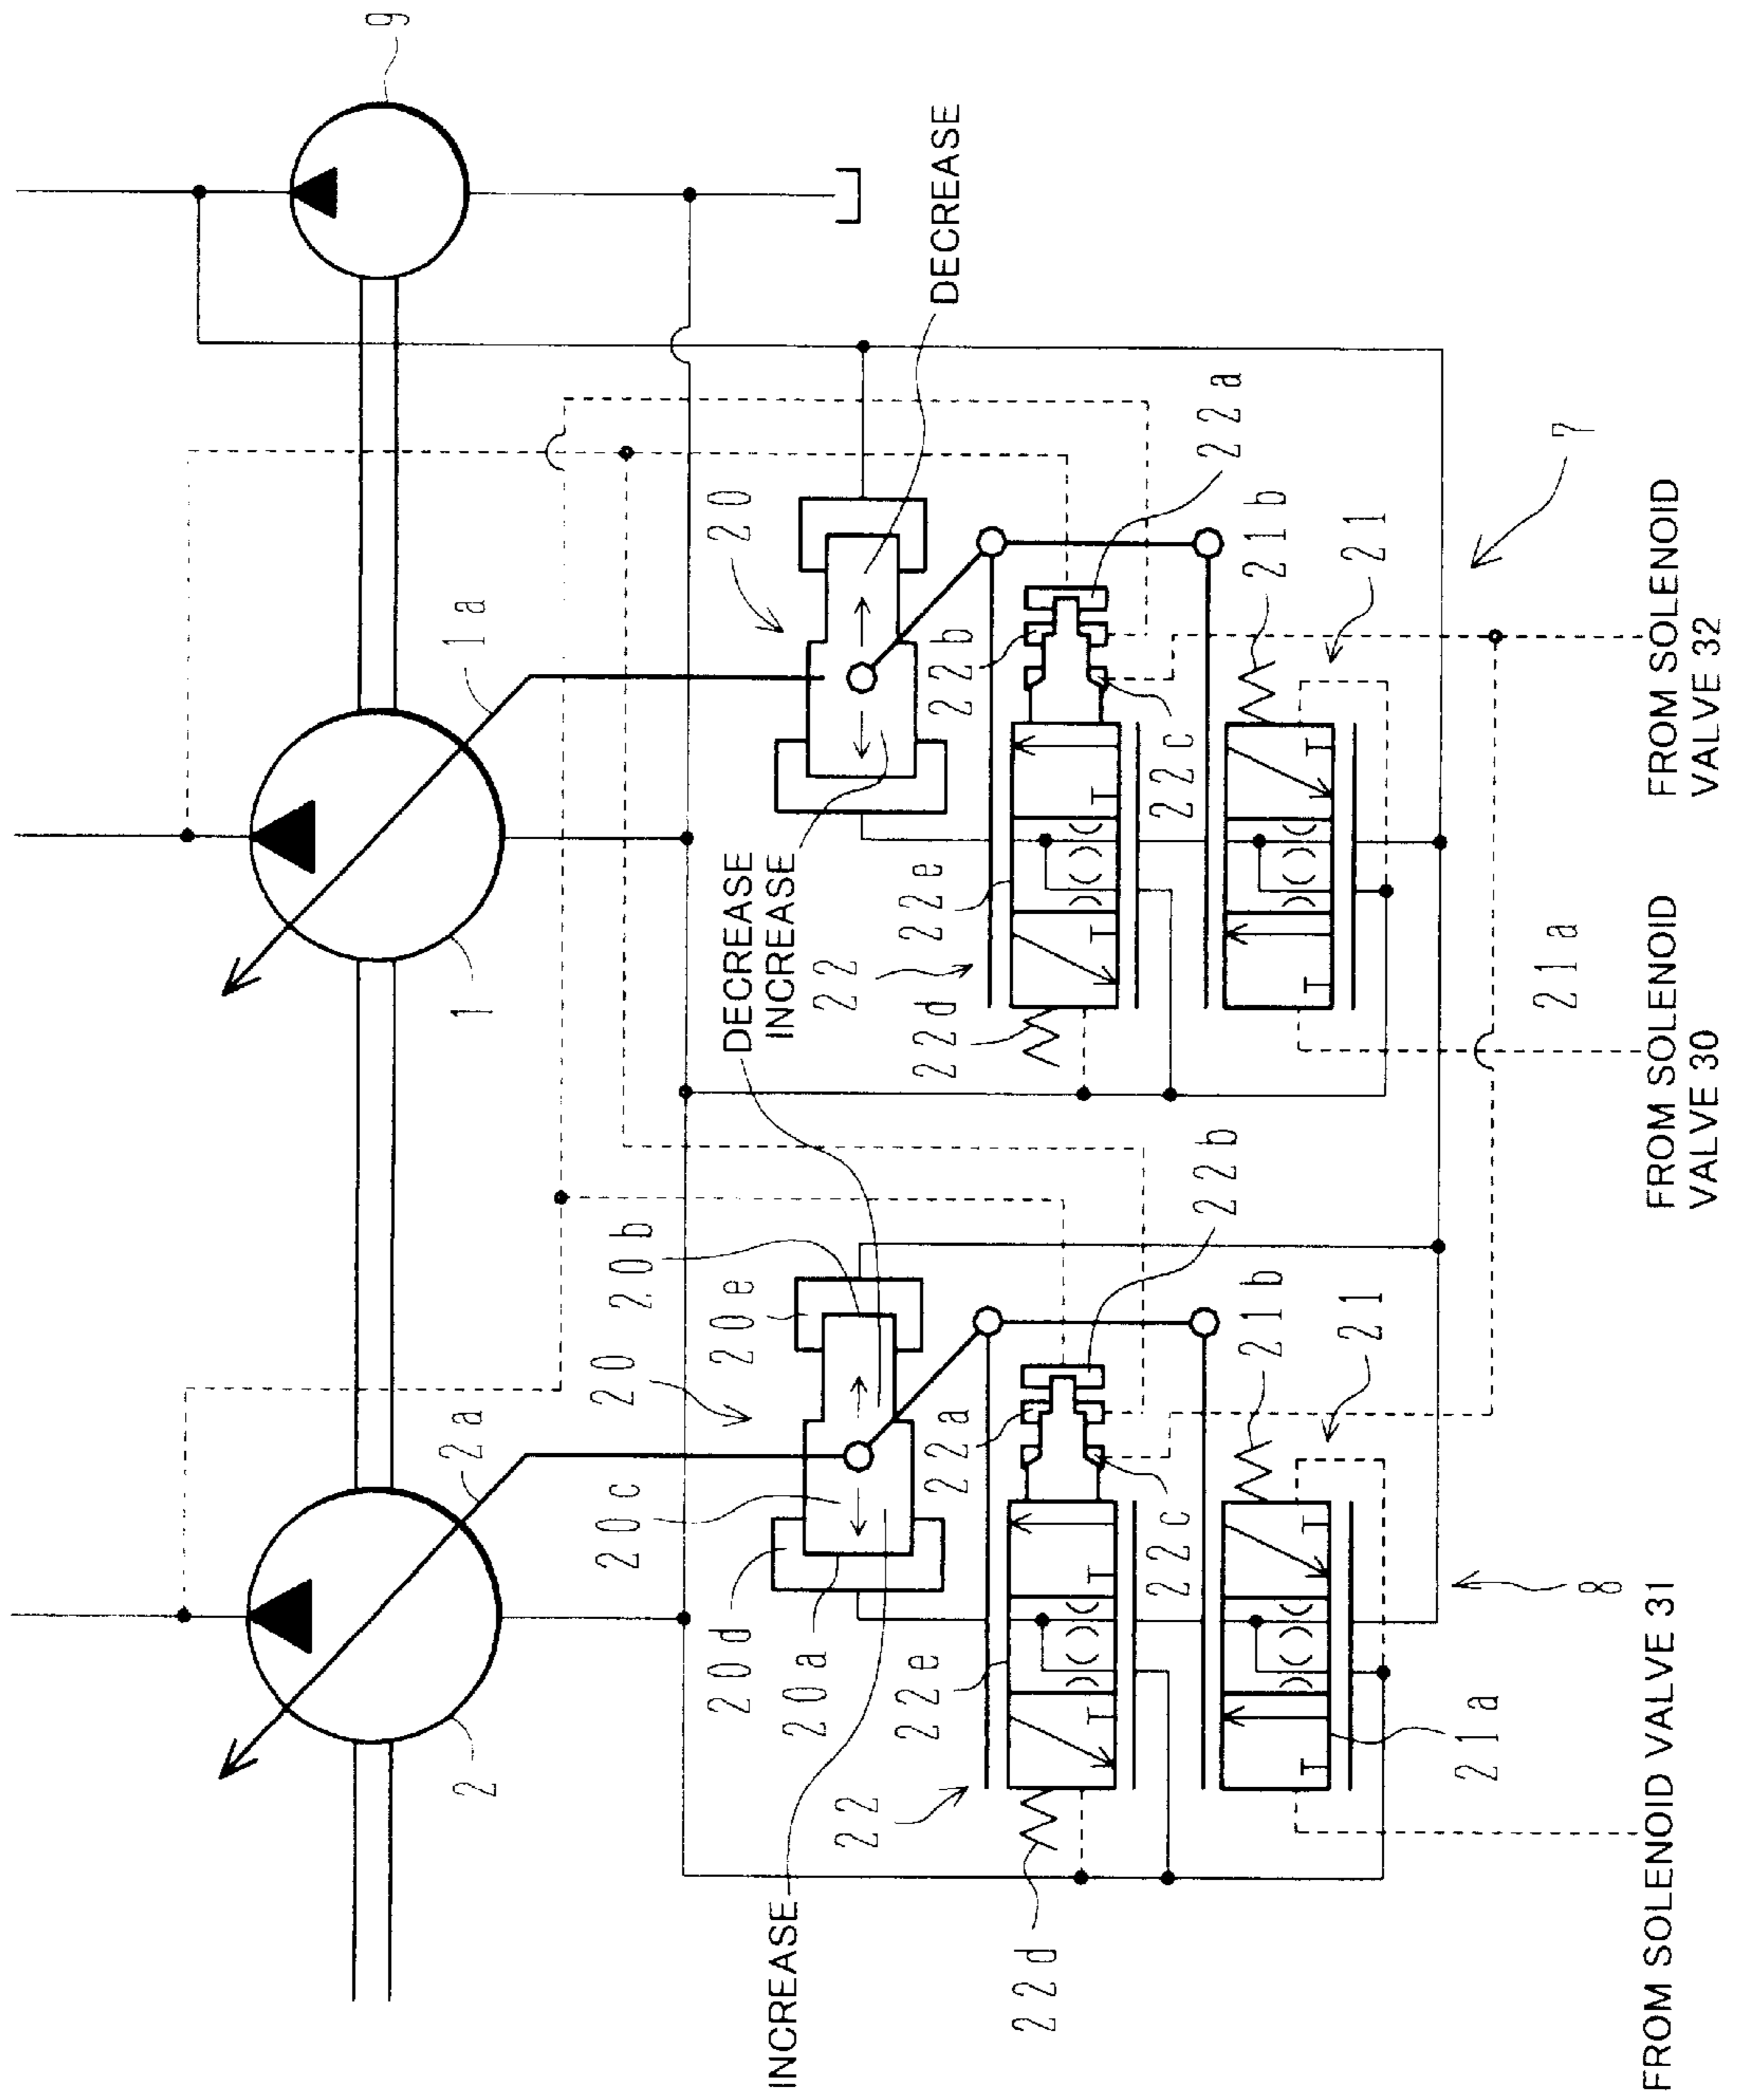 9
DECREASE
1a
20
22a
7
21b
21
22b
FROM SOLENOID
VALVE 32
22c
1
DECREASE
INCREASE
22
22e
22d
21a
FROM SOLENOID
VALVE 30
22b
20b
20e
20
2a
20c
22a
21b
21
22c
8
2
20d
20a
22e
22
21a
FROM SOLENOID VALVE 31
INCREASE
22d